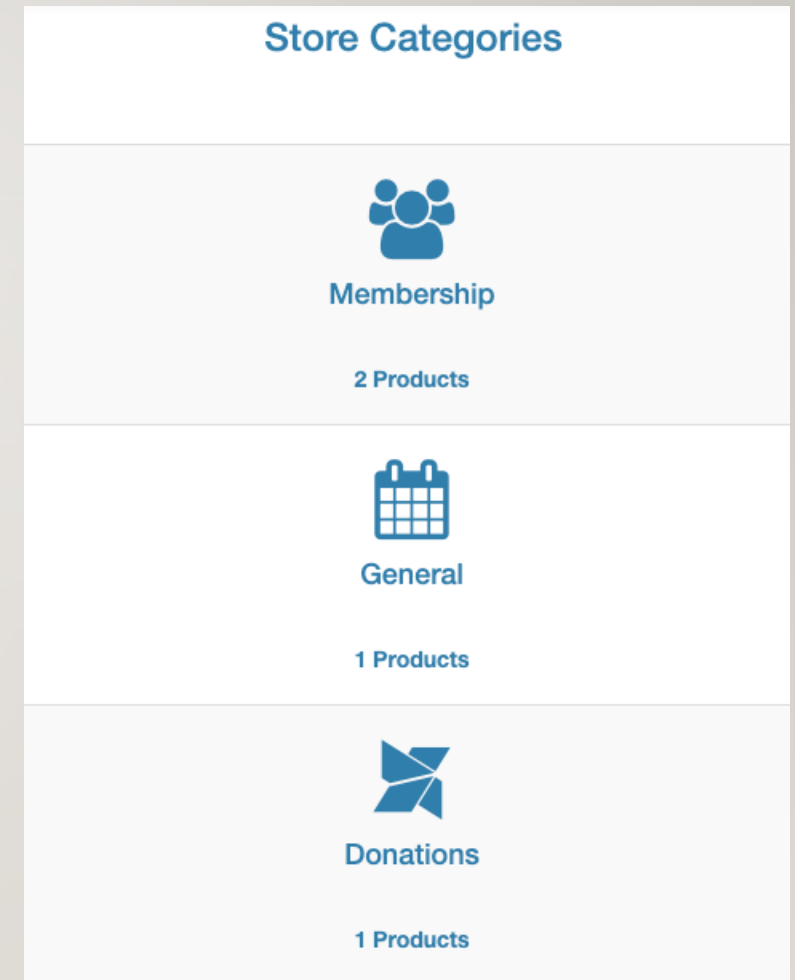 Store Categories
Membership
2 Products
General
1 Products
Donations
1 Products